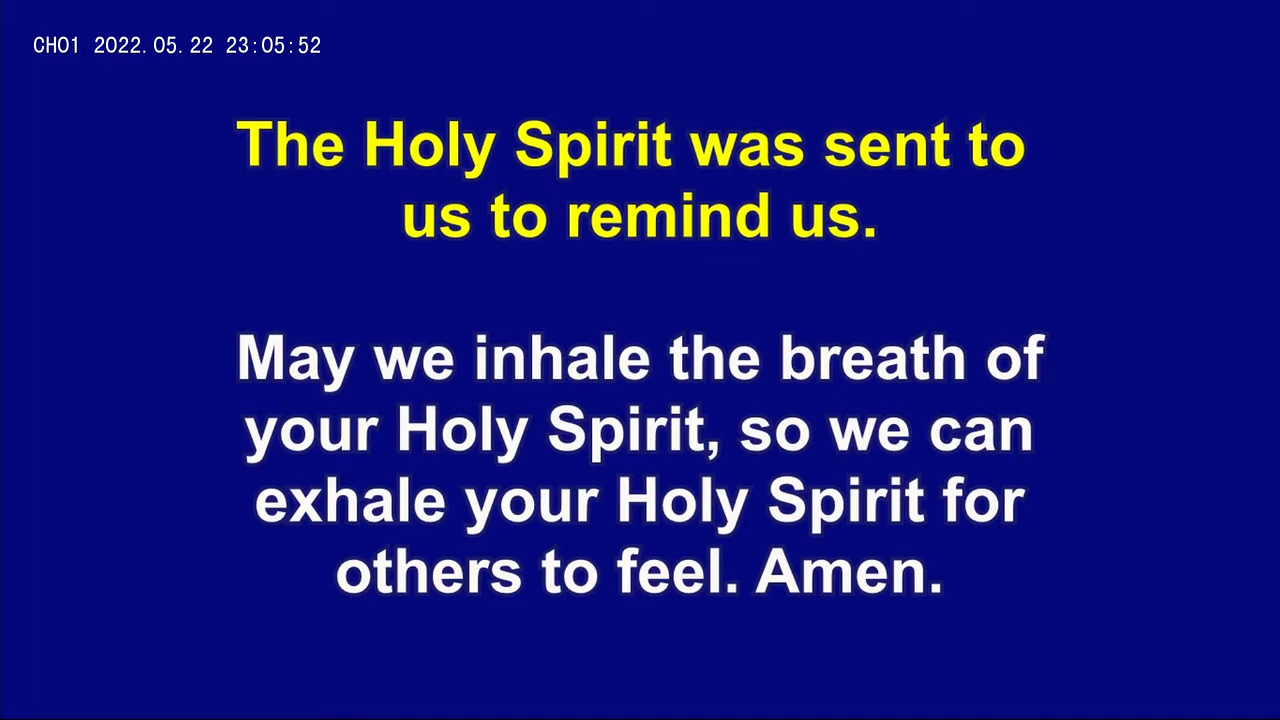 CH01 2022.05.22 23:05:52
The Holy Spirit was sent to
us to remind us.
May we inhale the breath of
your Holy Spirit, so we can
exhale your Holy Spirit for
others to feel. Amen.